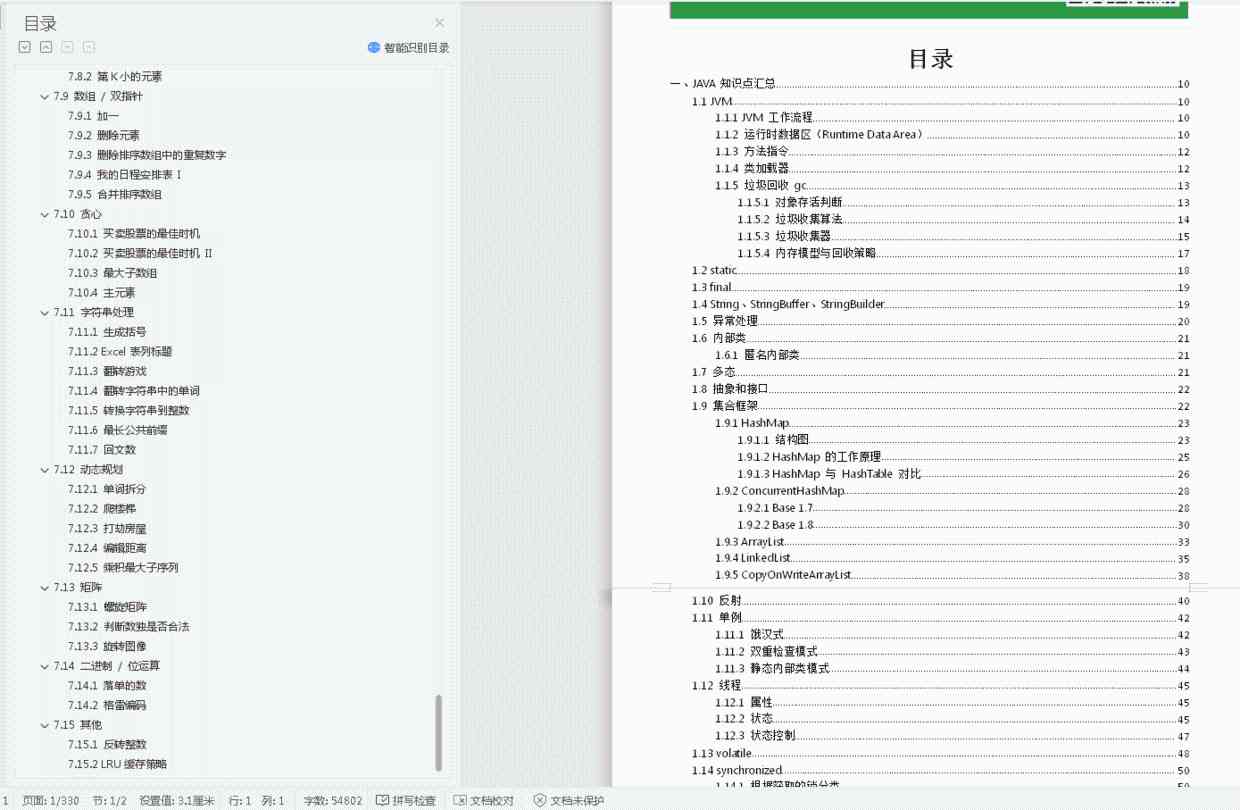 目录
智能识别目录
7.8.2 第 K 小的元素
7.9 数组 / 双指针
7.9.1 加一
7.9.2 删除元素
7.9.3 删除排序数组中的重复数字
7.9.4 我的日程安排表 I
7.9.5 合并排序数组
7.10 贪心
7.10.1 买卖股票的最佳时机
7.10.2 买卖股票的最佳时机 II
7.10.3 最大子数组
7.10.4 主元素
7.11 字符串处理
7.11.1 生成括号
7.11.2 Excel 表列标题
7.11.3 翻转游戏
7.11.4 翻转字符串中的单词
7.11.5 转换字符串到整数
7.11.6 最长公共前缀
7.11.7 回文数
7.12 动态规划
7.12.1 单词拆分
7.12.2 爬楼梯
7.12.3 打劫房屋
7.12.4 编辑距离
7.12.5 乘积最大子序列
7.13 矩阵
7.13.1 螺旋矩阵
7.13.2 判断数独是否合法
7.13.3 旋转图像
7.14 二进制 / 位运算
7.14.1 落单的数
7.14.2 格雷编码
7.15 其他
7.15.1 反转整数
7.15.2 LRU 缓存策略
目录
一、JAVA 知识点汇总 10
1.1 JVM 10
1.1.1 JVM 工作流程 10
1.1.2 运行时数据区（Runtime Data Area） 10
1.1.3 方法指令 12
1.1.4 类加载器 12
1.1.5 垃圾回收 gc 13
1.1.5.1 对象存活判断 13
1.1.5.2 垃圾收集算法 14
1.1.5.3 垃圾收集器 15
1.1.5.4 内存模型与回收策略 17
1.2 static 18
1.3 final 19
1.4 String、StringBuffer、StringBuilder 19
1.5 异常处理 20
1.6 内部类 21
1.6.1 匿名内部类 21
1.7 多态 21
1.8 抽象和接口 22
1.9 集合框架 22
1.9.1 HashMap 23
1.9.1.1 结构图 23
1.9.1.2 HashMap 的工作原理 25
1.9.1.3 HashMap 与 HashTable 对比 26
1.9.2 ConcurrentHashMap 28
1.9.2.1 Base 1.7 28
1.9.2.2 Base 1.8 30
1.9.3 ArrayList 33
1.9.4 LinkedList 35
1.9.5 CopyOnWriteArrayList 38
1.10 反射 40
1.11 单例 42
1.11.1 饿汉式 42
1.11.2 双重检查模式 43
1.11.3 静态内部类模式 44
1.12 线程 45
1.12.1 属性 45
1.12.2 状态 45
1.12.3 状态控制 47
1.13 volatile 48
1.14 synchronized 50
1.14.1 根据获取的锁分类 50
1 页面: 1/330 节: 1/2 设置值: 3.1厘米 行: 1 列: 1 字数: 54802 拼写检查 文档校对 文档未保护